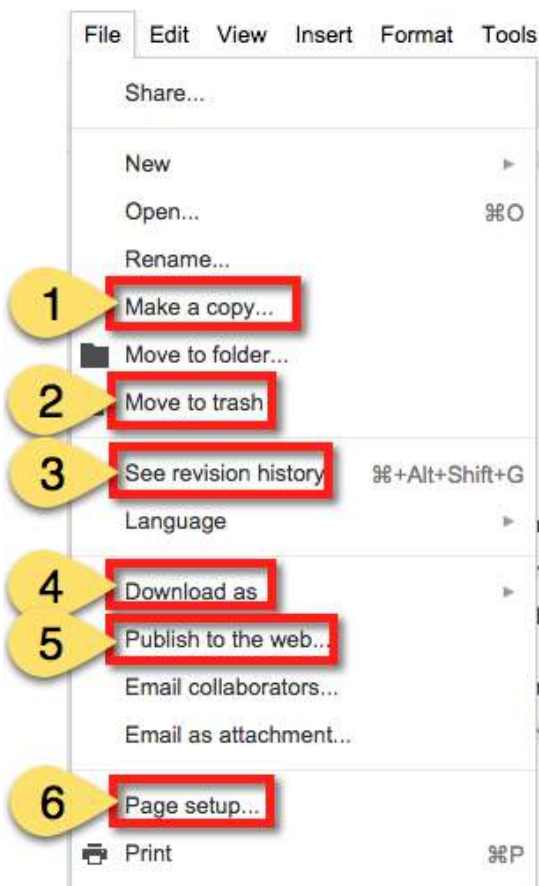 File Edit View Insert Format Tools
Share...
New
Open... ⌘O
Rename...
1 Make a copy...
Move to folder...
2 Move to trash
3 See revision history ⌘+Alt+Shift+G
Language
4 Download as
5 Publish to the web...
Email collaborators...
Email as attachment...
6 Page setup...
Print ⌘P